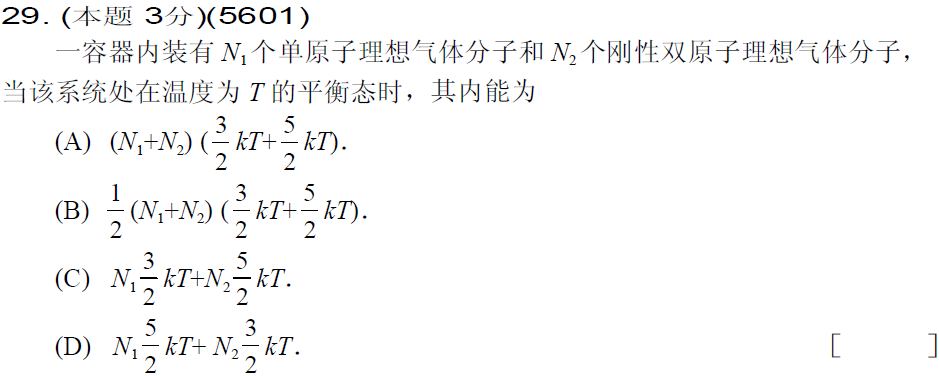 29. (本题 3分)(5601)
一容器内装有 N₁个单原子理想气体分子和 N₂个刚性双原子理想气体分子，
当该系统处在温度为 T 的平衡态时，其内能为
(A) (N₁+N₂) (3/2 kT+5/2 kT).
(B) 1/2 (N₁+N₂) (3/2 kT+5/2 kT).
(C) N₁ 3/2 kT+N₂ 5/2 kT.
(D) N₁ 5/2 kT+ N₂ 3/2 kT. [ ]